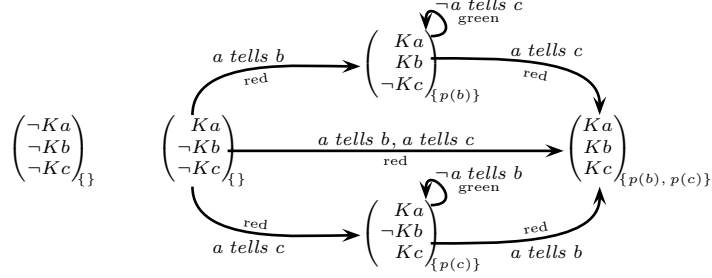 ¬a tells c
green
Ka
Kb
¬Kc
{p(b)}
a tells b
red
a tells c
red
¬Ka
¬Kb
¬Kc
{}
Ka
¬Kb
¬Kc
{}
a tells b, a tells c
red
Ka
Kb
Kc
{p(b), p(c)}
¬a tells b
green
Ka
¬Kb
Kc
{p(c)}
red
a tells c
red
a tells b